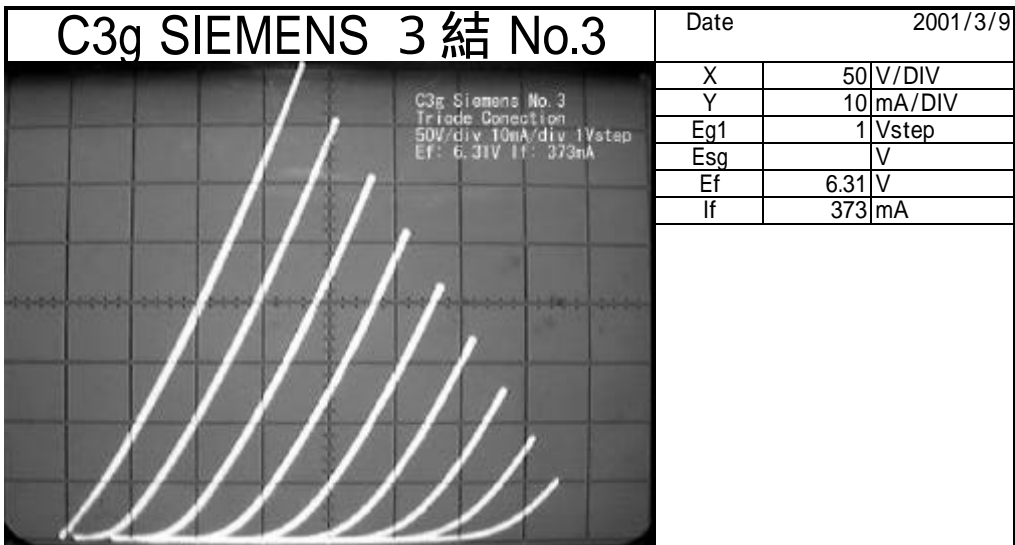 C3g SIEMENS 3結 No.3
Date 2001/3/9
X 50 V/DIV
Y 10 mA/DIV
Eg1 1 Vstep
Esg V
Ef 6.31 V
If 373 mA
C3g Siemens No.3
Triode Conection
50V/div 10mA/div 1Vstep
Ef: 6.31V If: 373mA